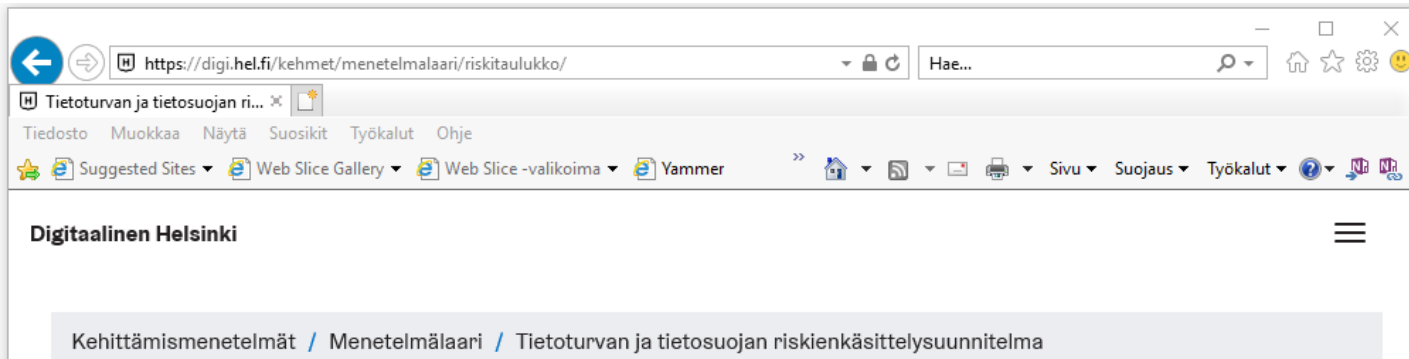 https://digi.hel.fi/kehmet/menetelmalaari/riskitaulukko/ Hae...
Tietoturvan ja tietosuojan ri...
Tiedosto Muokkaa Näytä Suosikit Työkalut Ohje
Suggested Sites Web Slice Gallery Web Slice -valikoima Yammer Sivu Suojaus Työkalut
Digitaalinen Helsinki
Kehittämismenetelmät / Menetelmälaari / Tietoturvan ja tietosuojan riskienkäsittelysuunnitelma